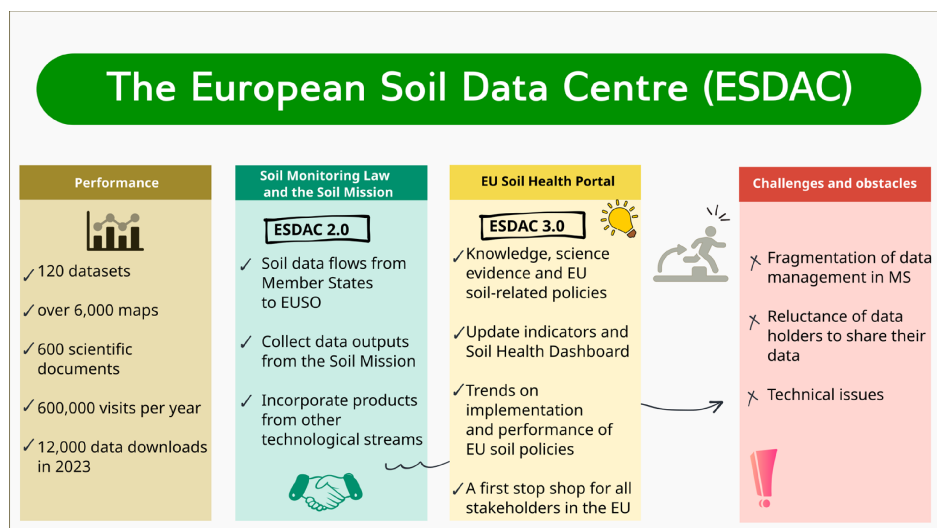 The European Soil Data Centre (ESDAC)
Performance
120 datasets
over 6,000 maps
600 scientific
documents
600,000 visits per year
12,000 data downloads
in 2023
Soil Monitoring Law
and the Soil Mission
ESDAC 2.0
Soil data flows from
Member States
to EUSO
Collect data outputs
from the Soil Mission
Incorporate products
from other
technological streams
EU Soil Health Portal
ESDAC 3.0
Knowledge, science
evidence and EU
soil-related policies
Update indicators and
Soil Health Dashboard
Trends on
implementation
and performance of
EU soil policies
A first stop shop for all
stakeholders in the EU
Challenges and obstacles
Fragmentation of data
management in MS
Reluctance of data
holders to share their
data
Technical issues